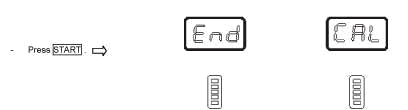 End CAL
- Press START .